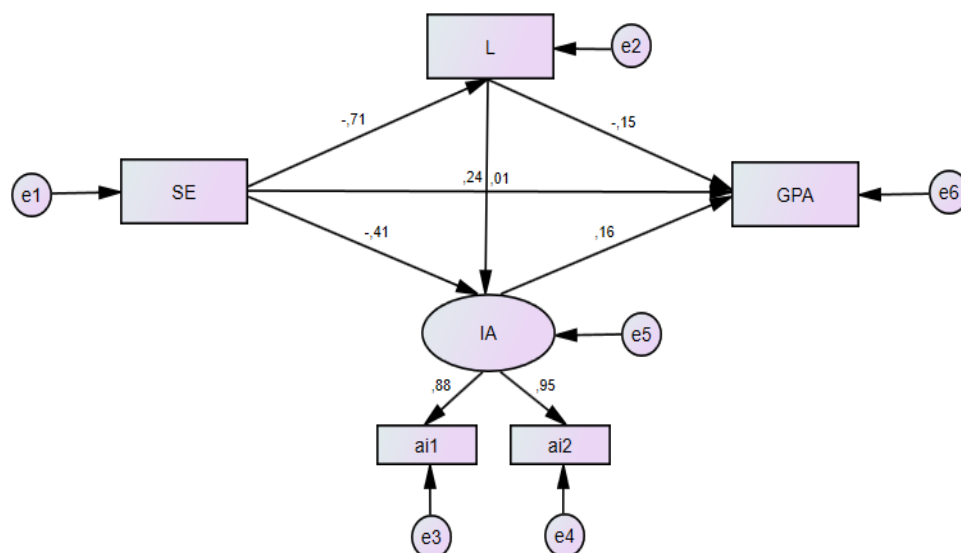 L
e2
-,71
-,15
e1
SE
,24
,01
GPA
e6
-,41
,16
IA
e5
,88
,95
ai1
ai2
e3
e4